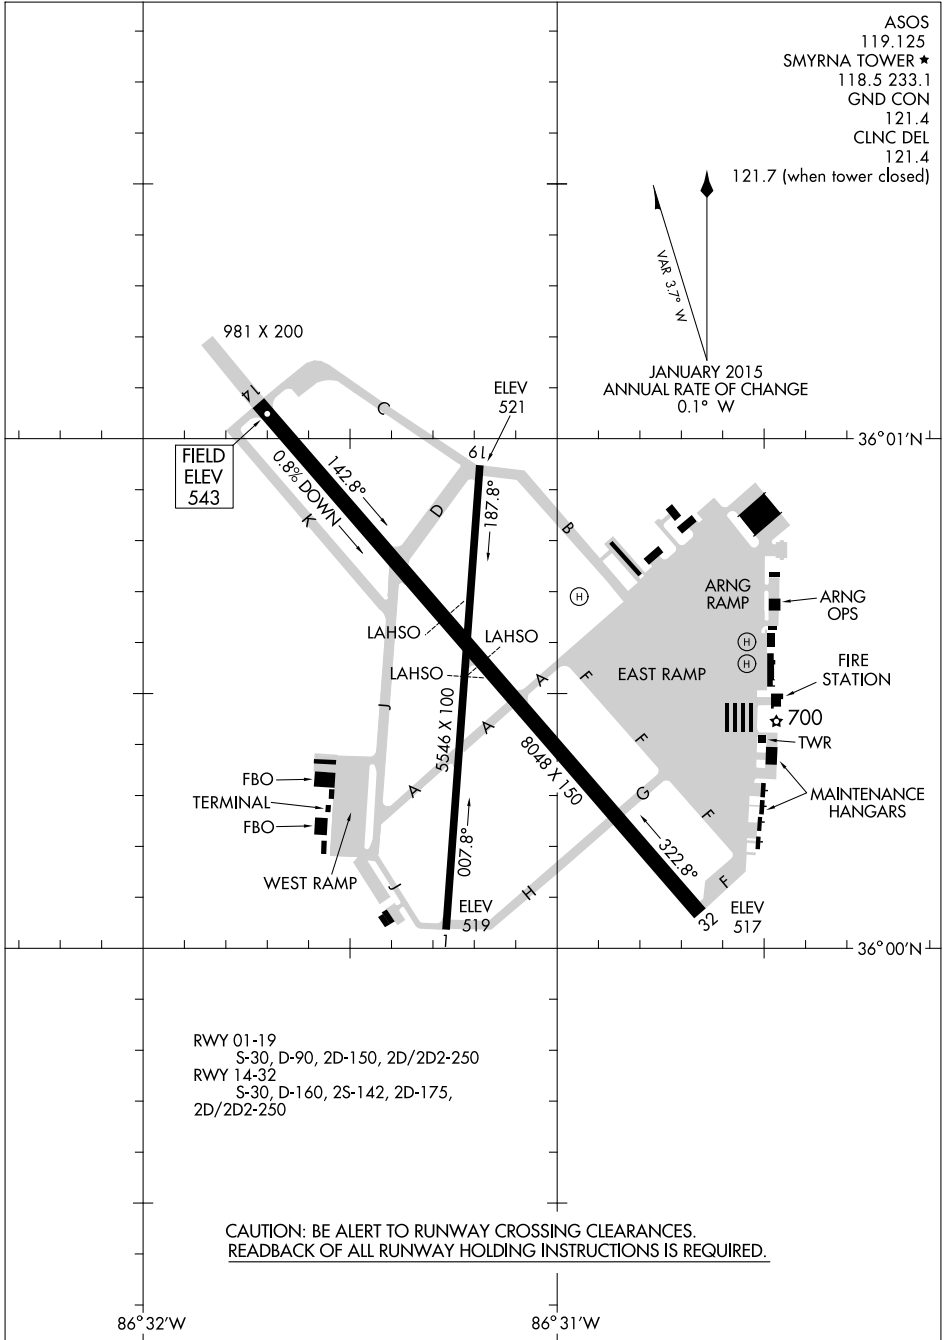 ASOS
119.125
SMYRNA TOWER ★
118.5 233.1
GND CON
121.4
CLNC DEL
121.4
121.7 (when tower closed)
VAR 3.7° W
JANUARY 2015
ANNUAL RATE OF CHANGE
0.1° W
981 X 200
14
C
ELEV
521
19
36°01'N
FIELD
ELEV
543
0.8% DOWN
142.8°
187.8°
K
D
B
H
LAHSO
LAHSO
LAHSO
ARNG
RAMP
ARNG
OPS
H
H
EAST RAMP
FIRE
STATION
700
TWR
MAINTENANCE
HANGARS
J
A
A
A
F
F
F
F
G
H
5546 X 100
8048 X 150
FBO
TERMINAL
FBO
WEST RAMP
J
007.8°
322.8°
ELEV
519
1
32
ELEV
517
36°00'N
RWY 01-19
S-30, D-90, 2D-150, 2D/2D2-250
RWY 14-32
S-30, D-160, 2S-142, 2D-175,
2D/2D2-250
CAUTION: BE ALERT TO RUNWAY CROSSING CLEARANCES.
READBACK OF ALL RUNWAY HOLDING INSTRUCTIONS IS REQUIRED.
86°32'W
86°31'W